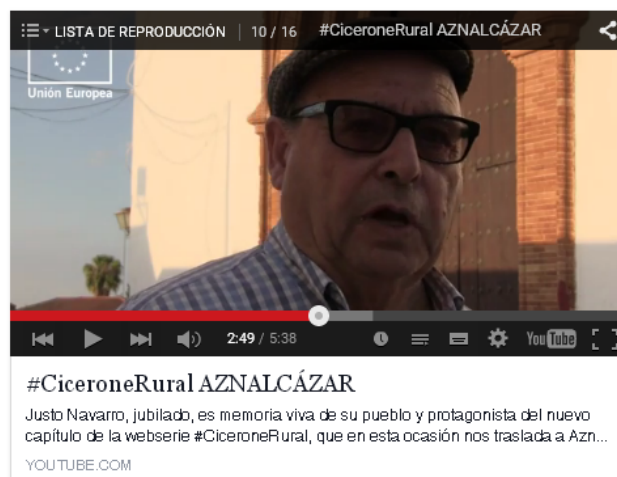 LISTA DE REPRODUCCIÓN | 10 / 16 #CiceroneRural AZNALCÁZAR
Unión Europea
2:49 / 5:38 YouTube
#CiceroneRural AZNALCÁZAR
Justo Navarro, jubilado, es memoria viva de su pueblo y protagonista del nuevo
capítulo de la webserie #CiceroneRural, que en esta ocasión nos traslada a Azn...
YOUTUBE.COM